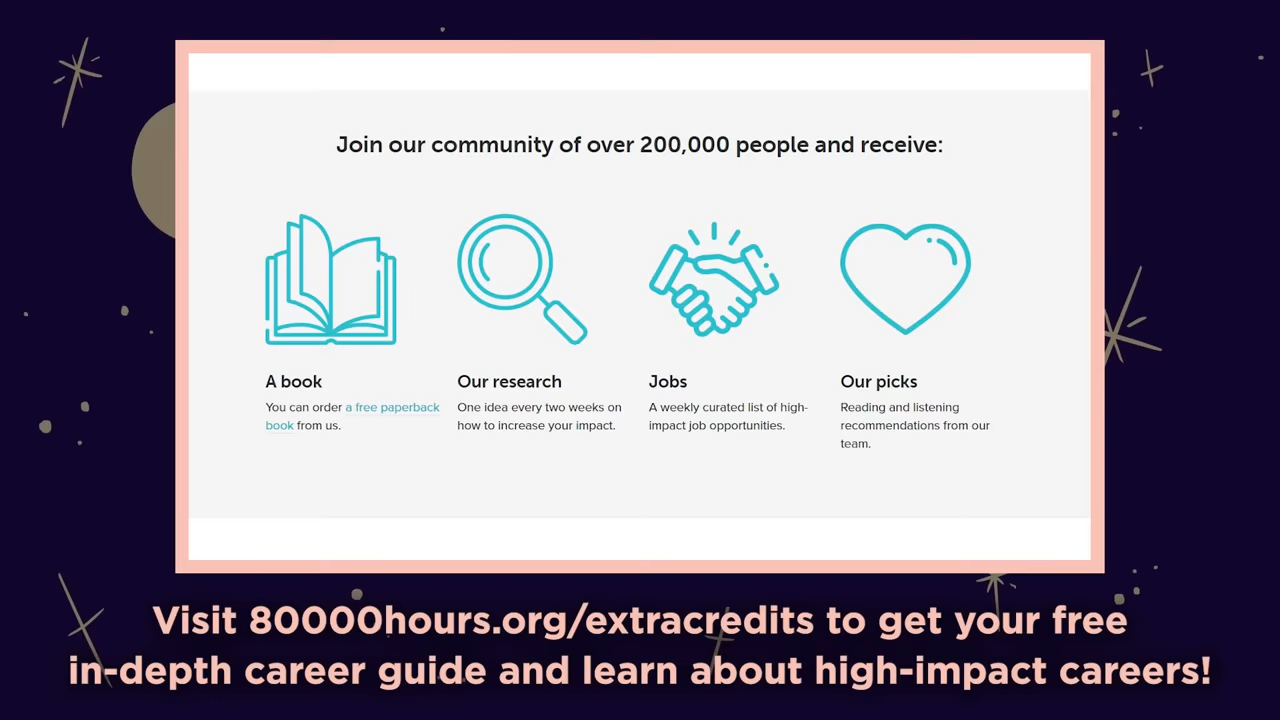 Join our community of over 200,000 people and receive:
A book
You can order a free paperback
book from us.
Our research
One idea every two weeks on
how to increase your impact.
Jobs
A weekly curated list of high-
impact job opportunities.
Our picks
Reading and listening
recommendations from our
team.
Visit 80000hours.org/extracredits to get your free
in-depth career guide and learn about high-impact careers!